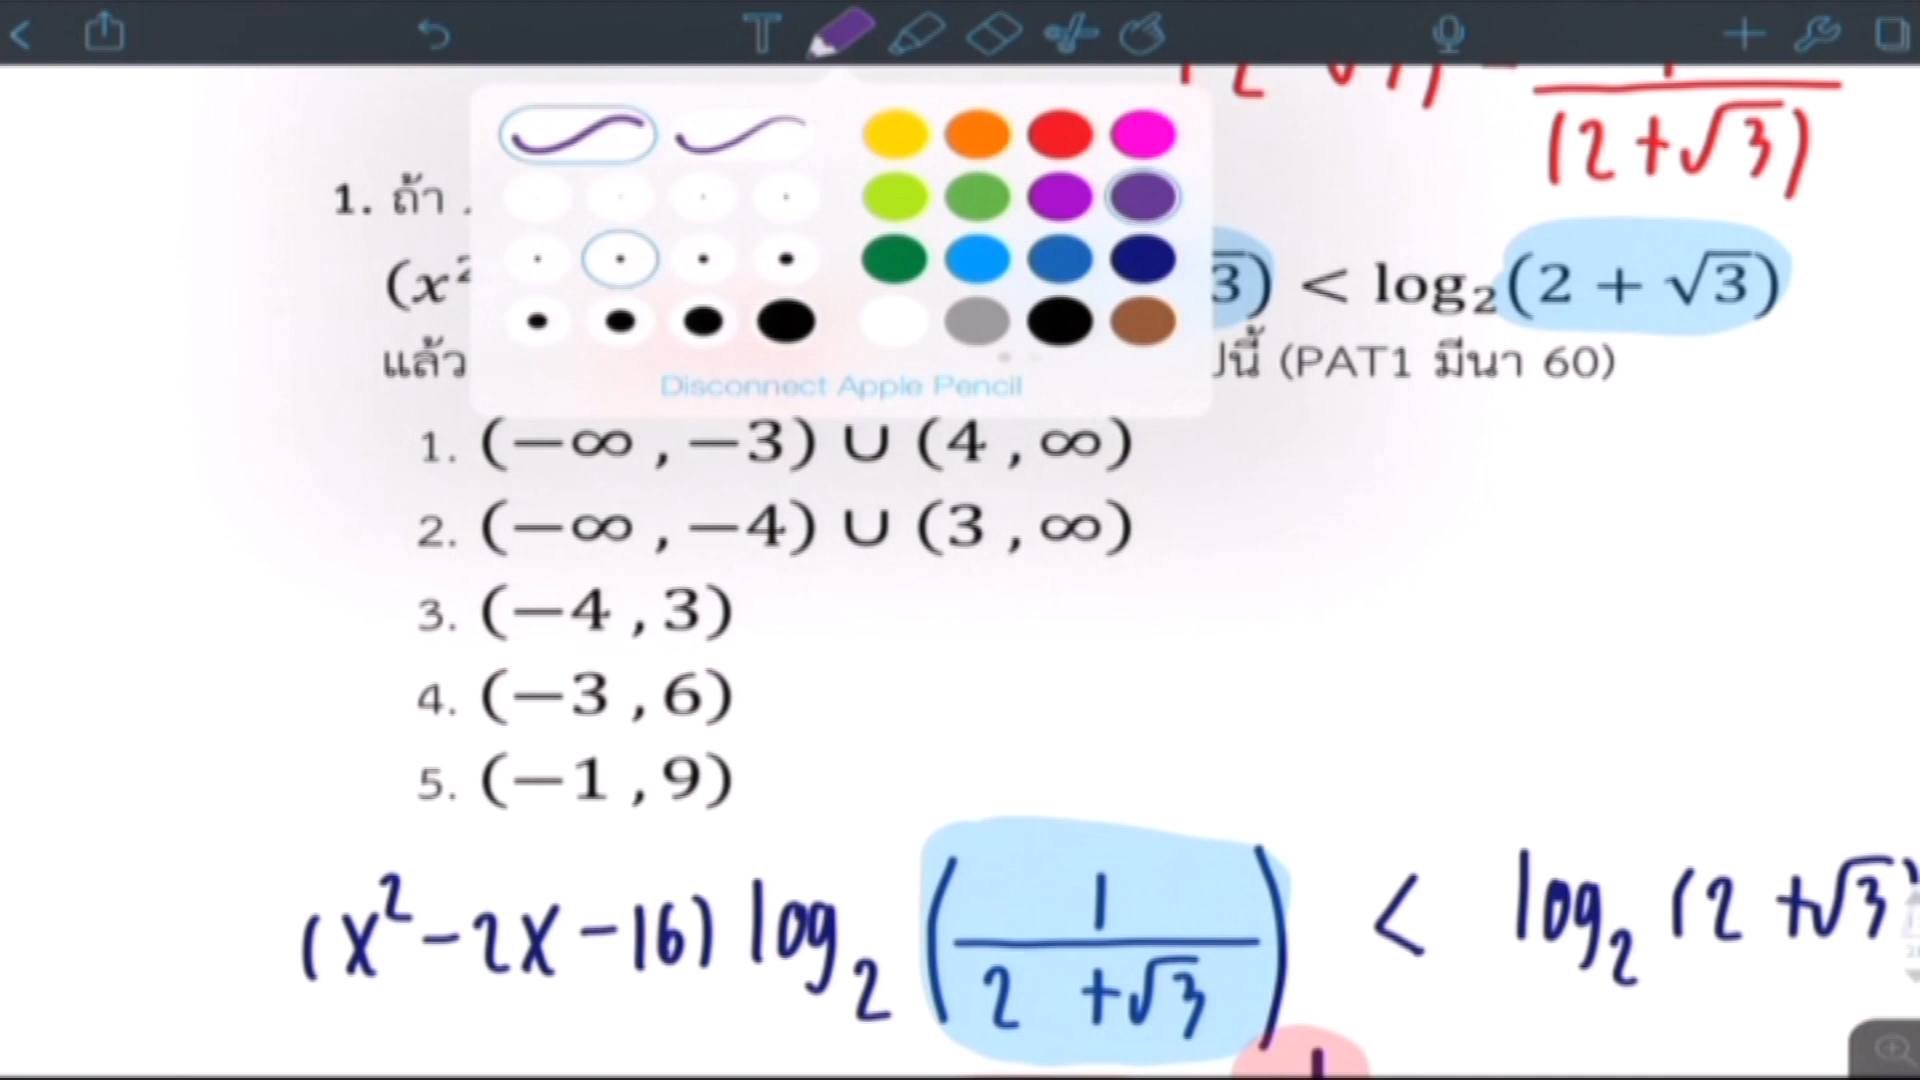 (2+√3)
1. ถ้า
(x² 3) < log₂(2 + √3)
แล้ว ปนี้ (PAT1 มีนา 60)
Disconnect Apple Pencil
1. (−∞ , −3) ∪ (4 , ∞)
2. (−∞ , −4) ∪ (3 , ∞)
3. (−4 , 3)
4. (−3 , 6)
5. (−1 , 9)
(x²-2x-16) log₂ (1/(2 +√3)) < log₂ (2 +√3)